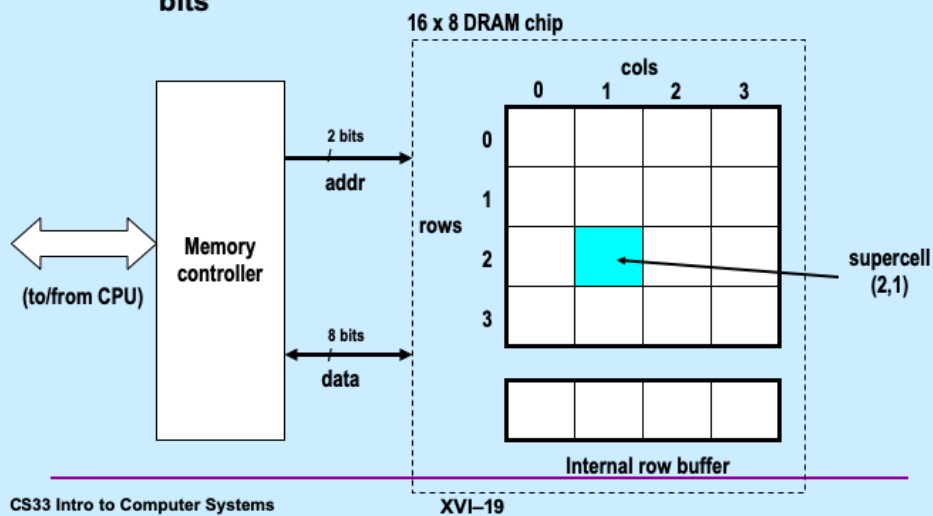 bits
16 x 8 DRAM chip
cols
0 1 2 3
0
2 bits
addr
1
rows
Memory
controller
2
supercell
(2,1)
(to/from CPU)
3
8 bits
data
Internal row buffer
CS33 Intro to Computer Systems XVI–19